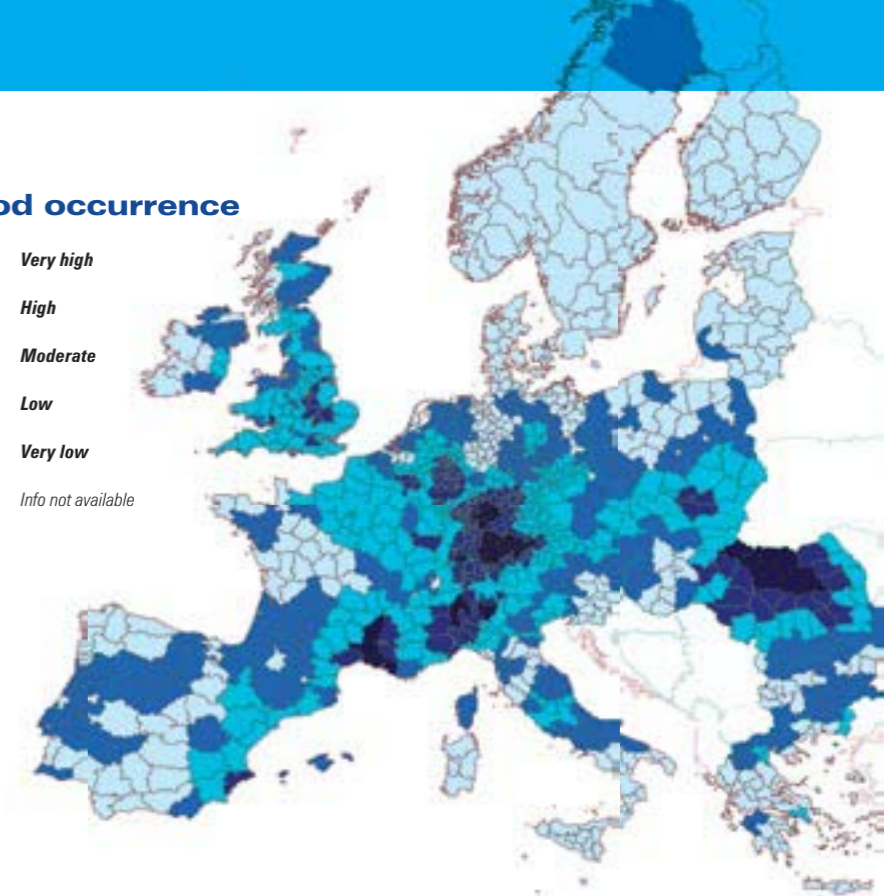 od occurrence
Very high
High
Moderate
Low
Very low
Info not available